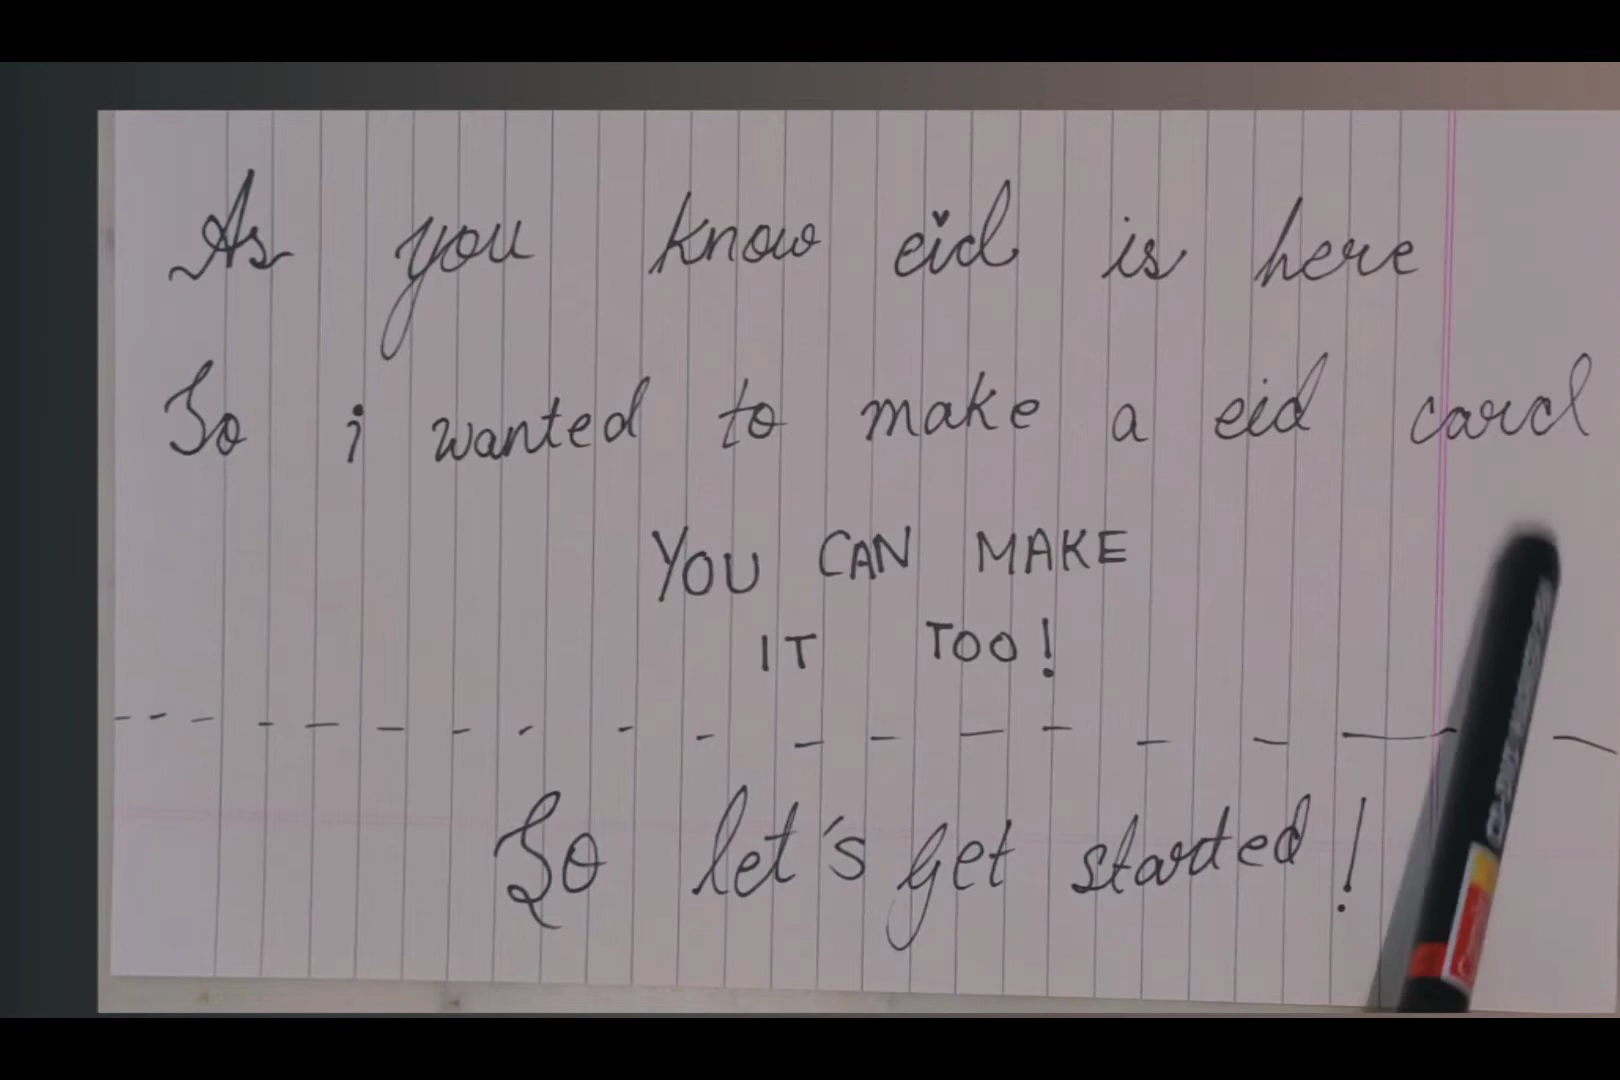 As you know eid is here
So i wanted to make a eid card
YOU CAN MAKE
IT TOO!
So let's get started!